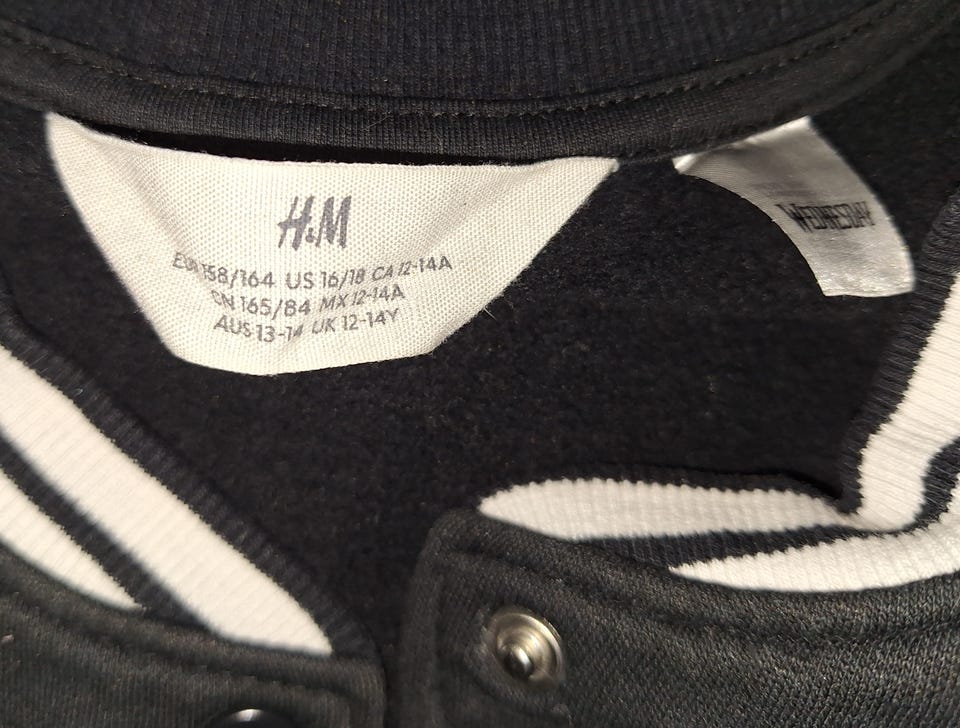 H&M
EUR 158/164 US 16/18 CA 12-14A
CN 165/84 MX 12-14A
AUS 13-14 UK 12-14Y
WEDNESDAY